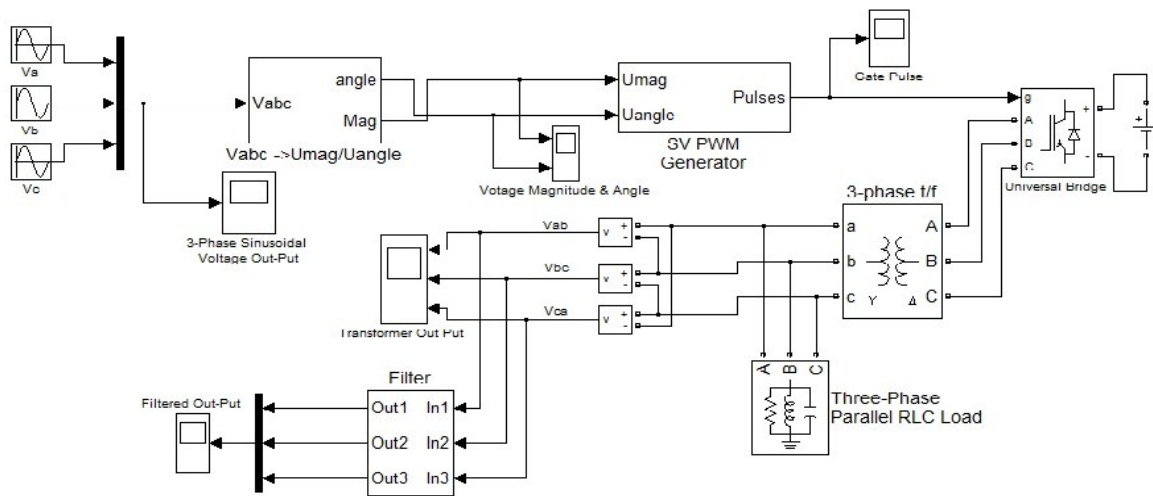 Va
Vb
Vc
Vabc
angle
Mag
Vabc ->Umag/Uangle
3-Phase Sinusoidal
Voltage Out-Put
Votage Magnitude & Angle
Umag
Uangle
Pulses
SV PWM
Generator
Gate Pulse
g
A
B
C
+
-
Universal Bridge
+
3-phase t/f
a
b
c
A
B
C
Y
Δ
Vab
Vbc
Vca
v
+
-
v
+
-
v
+
-
Transformer Out Put
A
B
C
Three-Phase
Parallel RLC Load
Filter
Out1
Out2
Out3
In1
In2
In3
Filtered Out-Put